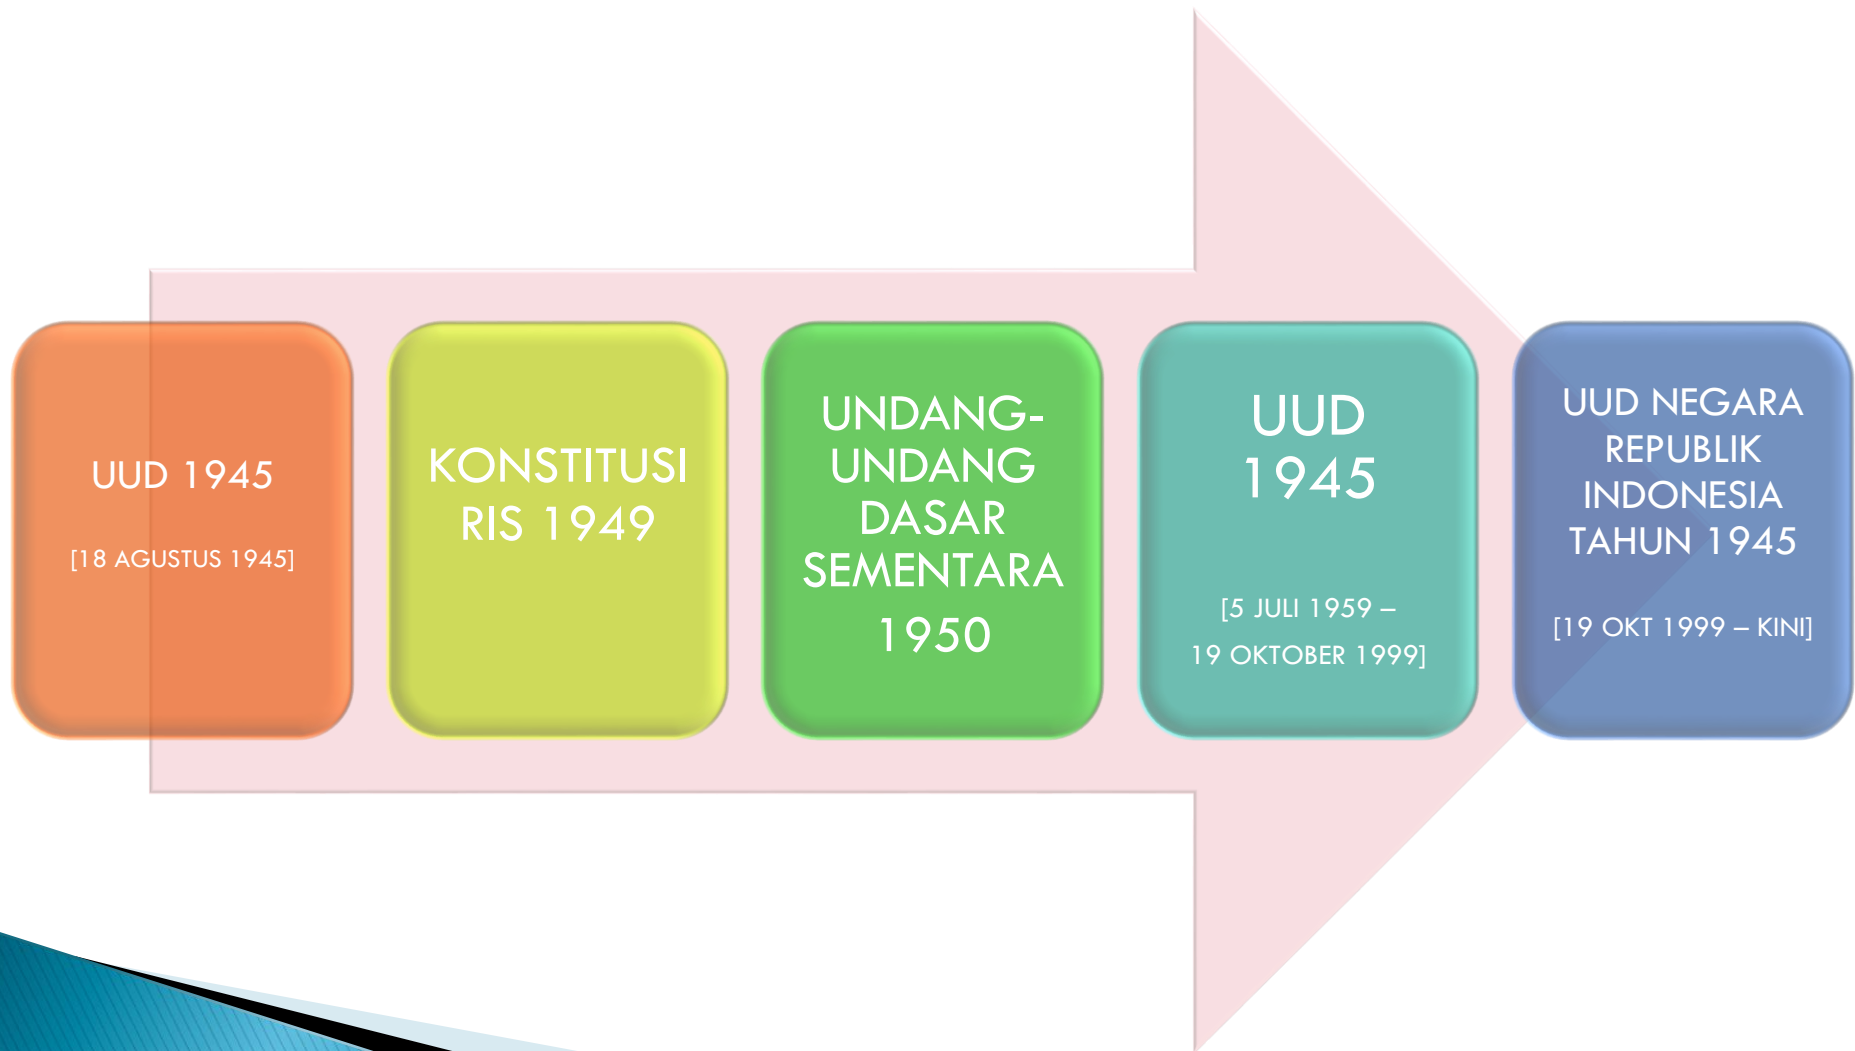 UUD 1945
[18 AGUSTUS 1945]
KONSTITUSI
RIS 1949
UNDANG-
UNDANG
DASAR
SEMENTARA
1950
UUD
1945
[5 JULI 1959 –
19 OKTOBER 1999]
UUD NEGARA
REPUBLIK
INDONESIA
TAHUN 1945
[19 OKT 1999 – KINI]